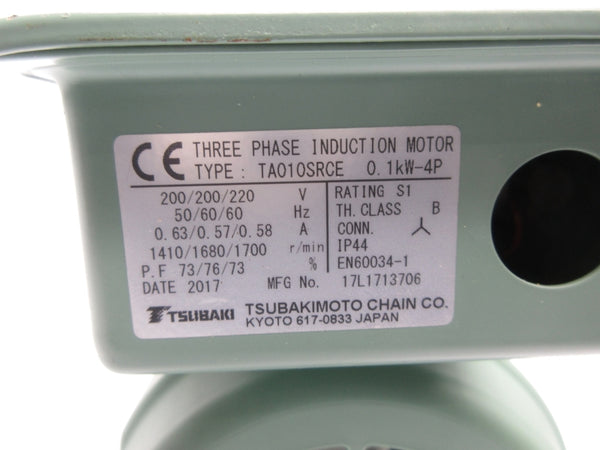 CE THREE PHASE INDUCTION MOTOR
TYPE : TA010SRCE 0.1kW-4P
200/200/220 V
50/60/60 Hz
0.63/0.57/0.58 A
1410/1680/1700 r/min
P.F 73/76/73 %
DATE 2017 MFG No. 17L1713706
RATING S1
TH.CLASS B
CONN.
IP44
EN60034-1
TSUBAKI TSUBAKIMOTO CHAIN CO.
KYOTO 617-0833 JAPAN